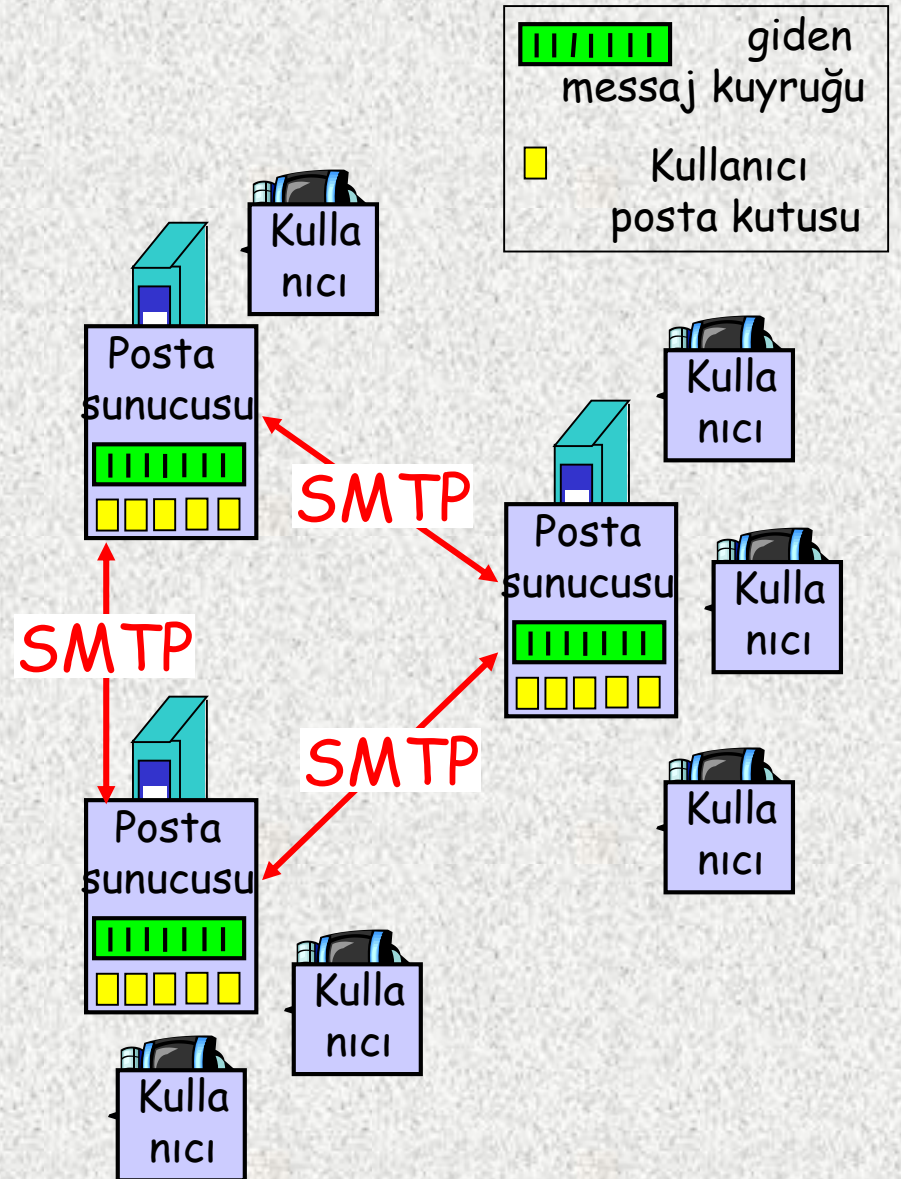 giden
messaj kuyruğu
Kullanıcı
posta kutusu
Kulla
nıcı
Posta
sunucusu
Kulla
nıcı
SMTP
Posta
sunucusu
Kulla
nıcı
SMTP
SMTP
Posta
sunucusu
Kulla
nıcı
Kulla
nıcı
Kulla
nıcı